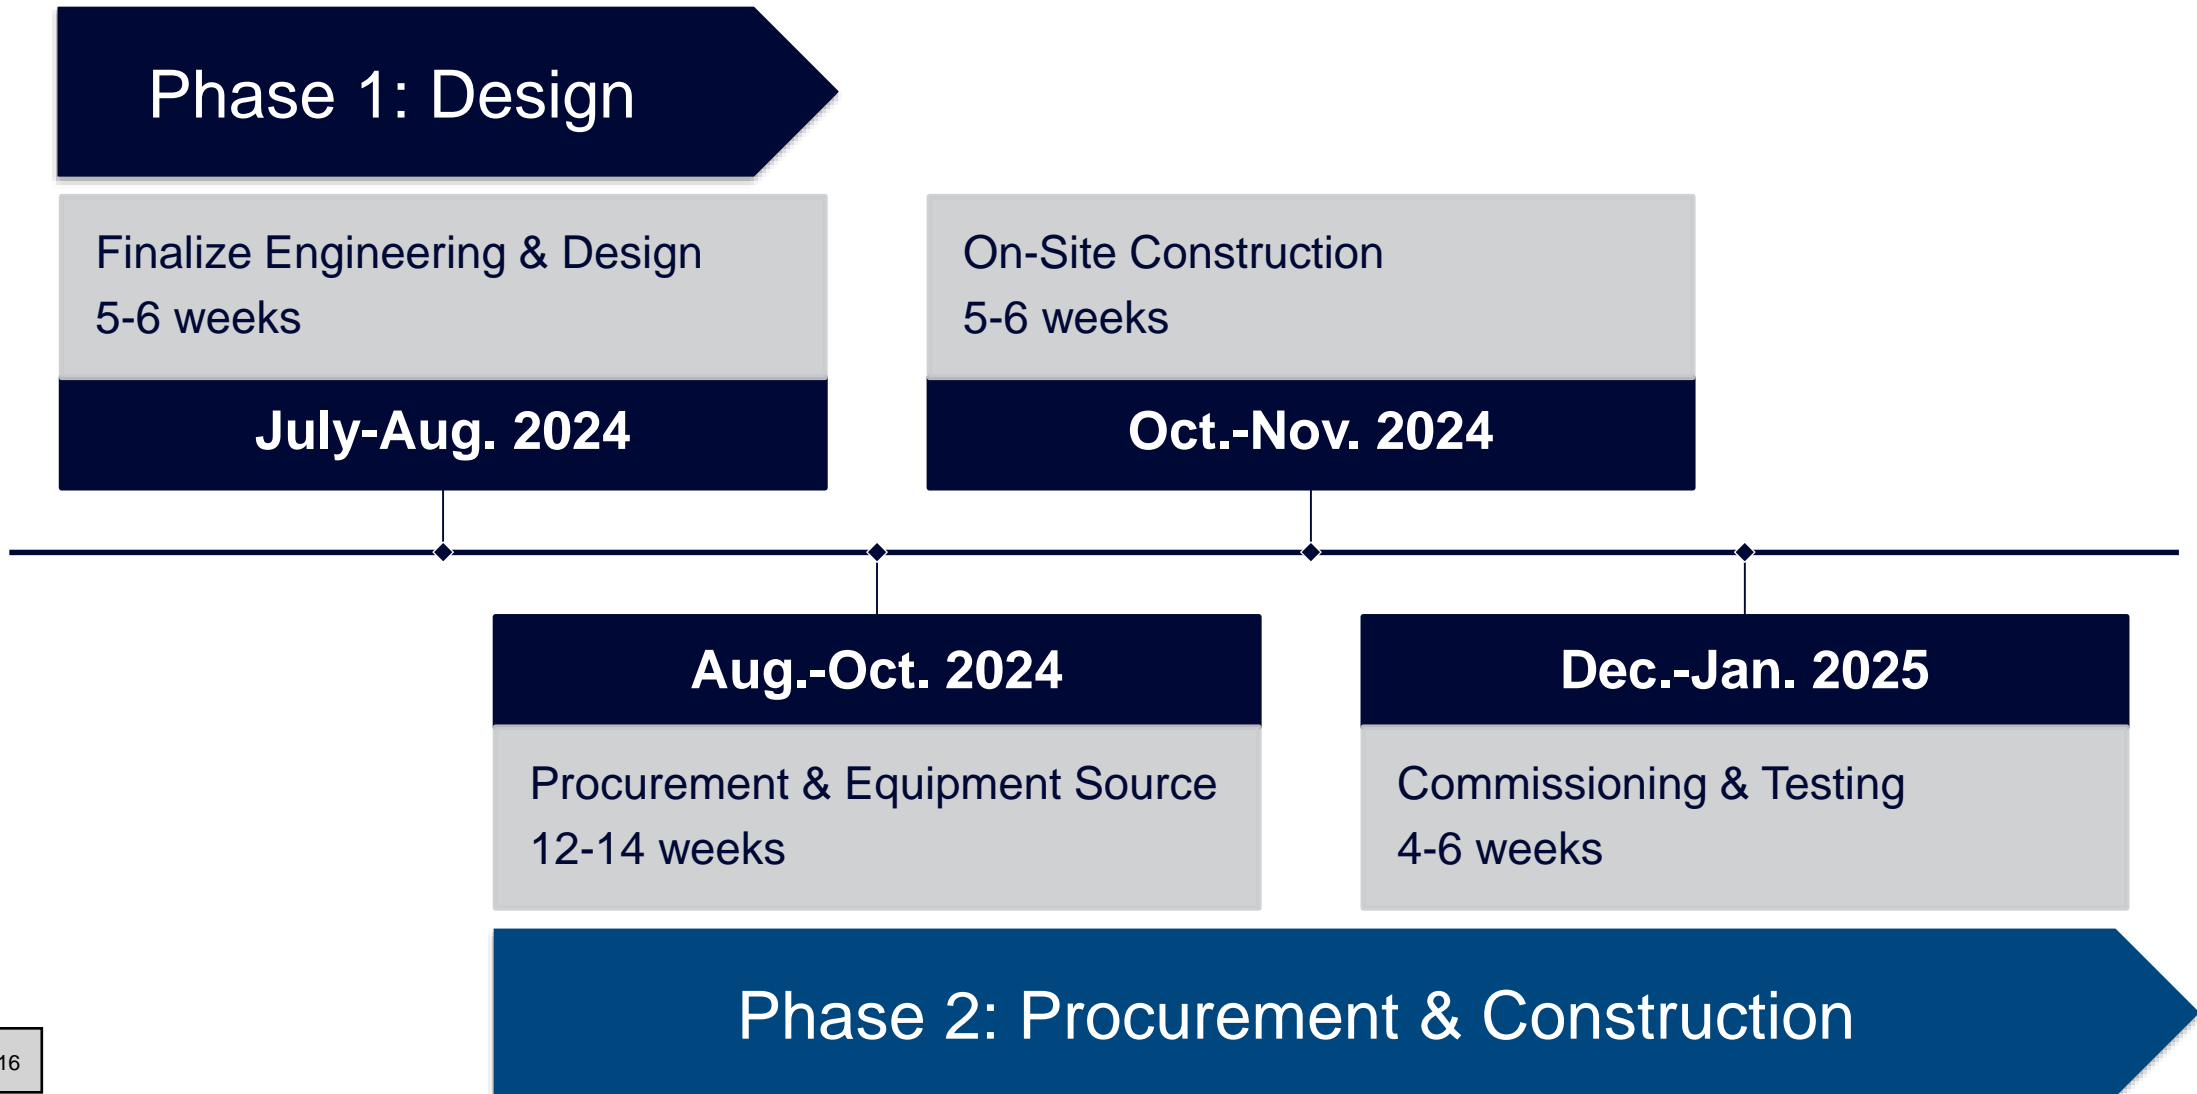 Phase 1: Design
Finalize Engineering & Design
5-6 weeks
July-Aug. 2024
On-Site Construction
5-6 weeks
Oct.-Nov. 2024
Aug.-Oct. 2024
Procurement & Equipment Source
12-14 weeks
Dec.-Jan. 2025
Commissioning & Testing
4-6 weeks
Phase 2: Procurement & Construction
16